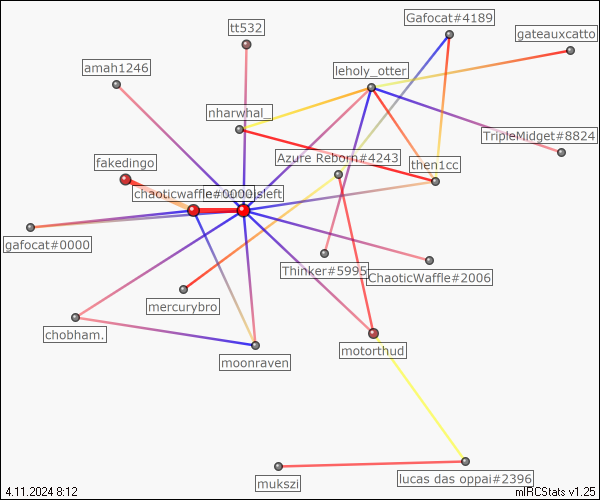 Gafocat#4189
tt532
gateauxcatto
amah1246
leholy_otter
nharwhal_
TripleMidget#8824
Azure Reborn#4243
fakedingo
then1cc
chaoticwaffle#0000
isleft
gafocat#0000
Thinker#5995
ChaoticWaffle#2006
mercurybro
chobham.
motorthud
moonraven
lucas das oppai#2396
mukszi
4.11.2024 8:12
mIRCStats v1.25